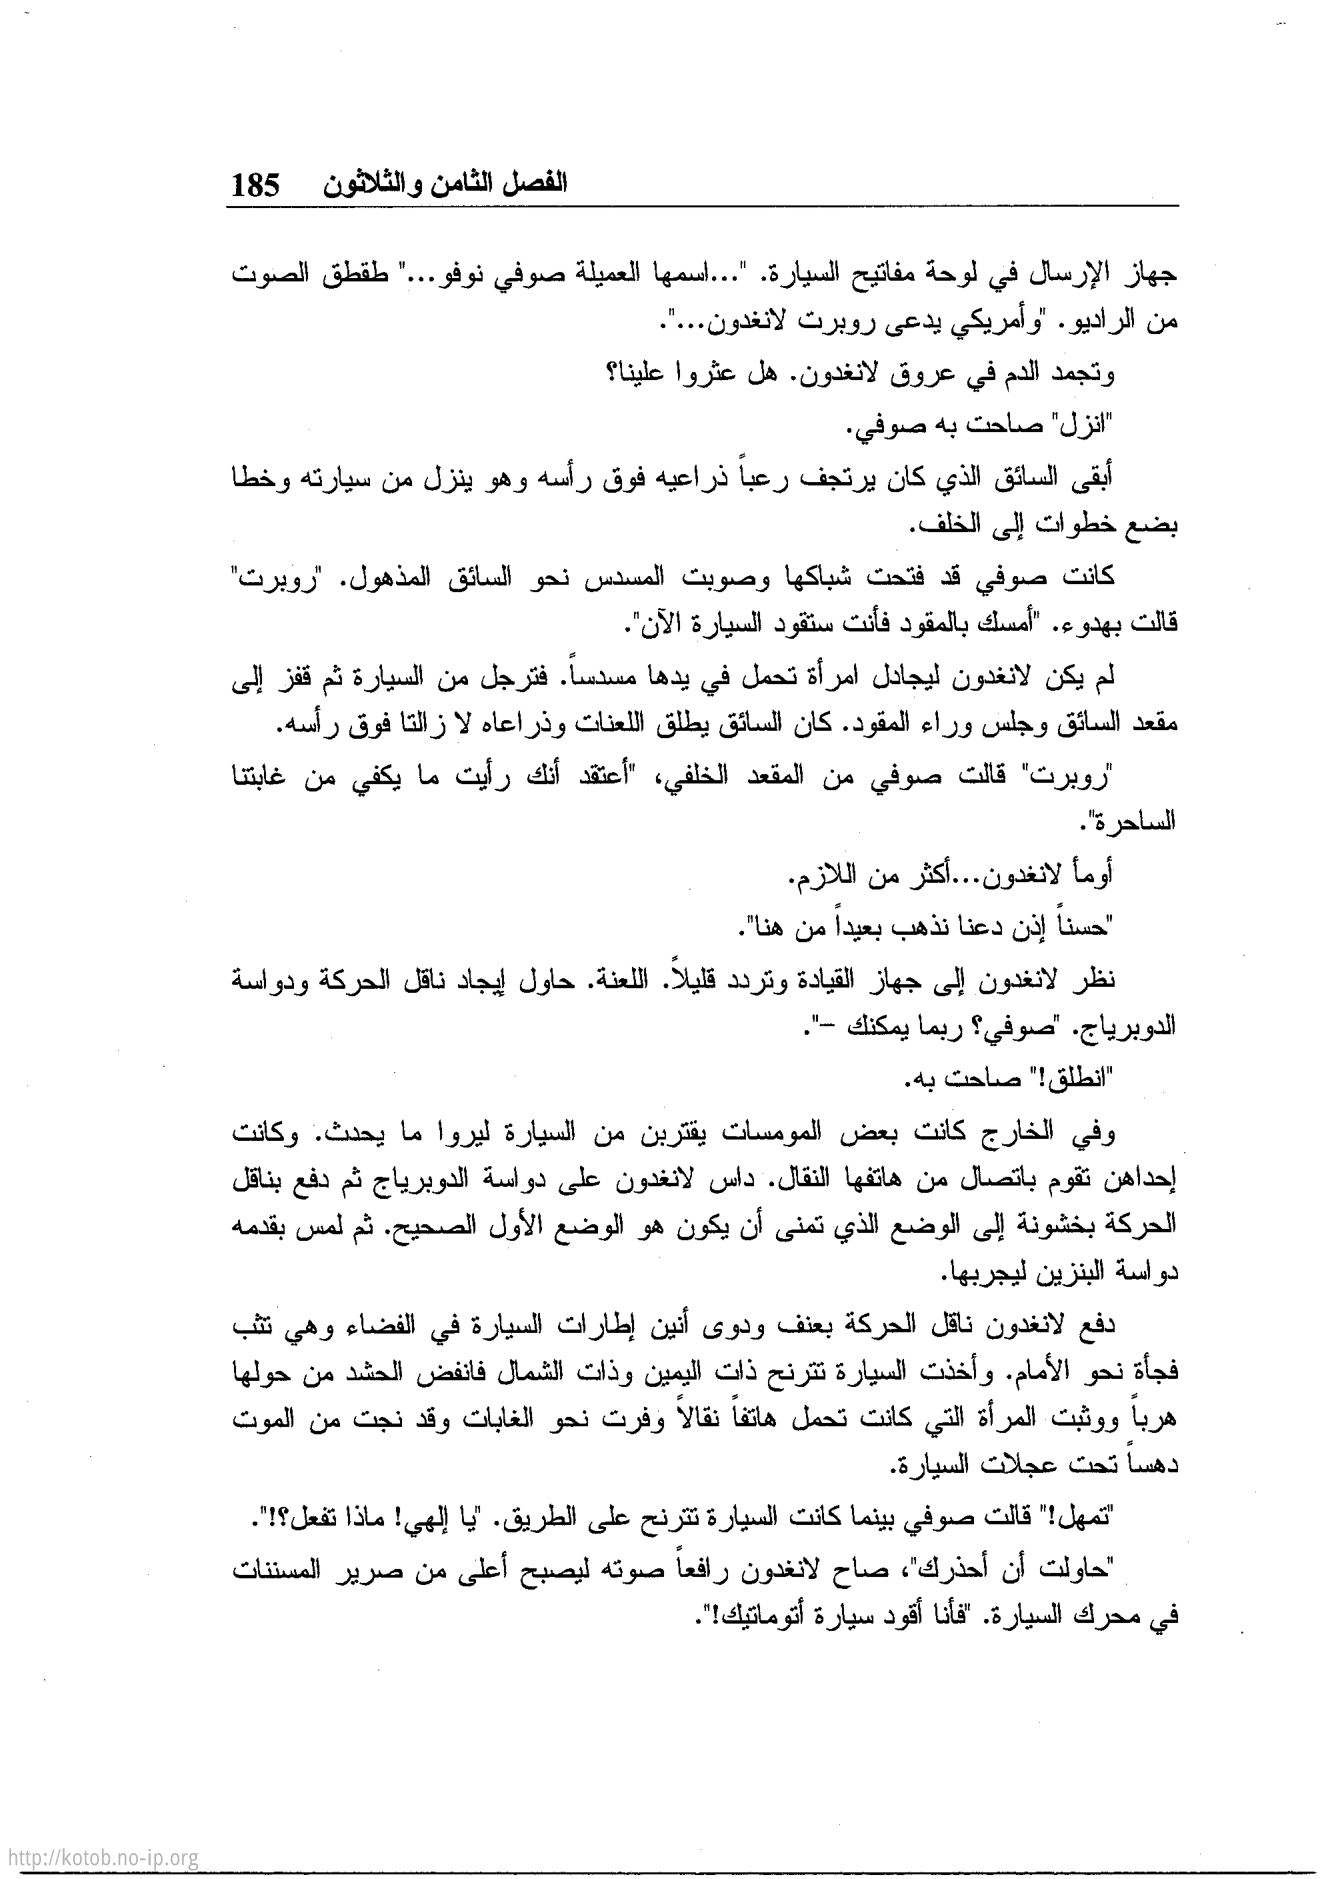 الفصل الثامن والثلاثون 185
جهاز الإرسال في لوحة مفاتيح السيارة. "...اسمها العميلة صوفي نوفو..." طقطق الصوت
من الراديو. "وأمريكي يدعى روبرت لانغدون...".
وتجمد الدم في عروق لانغدون. هل عثروا علينا؟
"انزل" صاحت به صوفي.
أبقى السائق الذي كان يرتجف رعباً ذراعيه فوق رأسه وهو ينزل من سيارته وخطا
بضع خطوات إلى الخلف.
كانت صوفي قد فتحت شباكها وصوبت المسدس نحو السائق المذهول. "روبرت"
قالت بهدوء. "أمسك بالمقود فأنت ستقود السيارة الآن".
لم يكن لانغدون ليجادل امرأة تحمل في يدها مسدساً. فترجل من السيارة ثم قفز إلى
مقعد السائق وجلس وراء المقود. كان السائق يطلق اللعنات وذراعاه لا زالتا فوق رأسه.
"روبرت" قالت صوفي من المقعد الخلفي، "أعتقد أنك رأيت ما يكفي من غابتنا
الساحرة".
أومأ لانغدون...أكثر من اللازم.
"حسناً إذن دعنا نذهب بعيداً من هنا".
نظر لانغدون إلى جهاز القيادة وتردد قليلاً. اللعنة. حاول إيجاد ناقل الحركة ودواسة
الدوبرياج. "صوفي؟ ربما يمكنك –".
"انطلق!" صاحت به.
وفي الخارج كانت بعض المومسات يقتربن من السيارة ليروا ما يحدث. وكانت
إحداهن تقوم باتصال من هاتفها النقال. داس لانغدون على دواسة الدوبرياج ثم دفع بناقل
الحركة بخشونة إلى الوضع الذي تمنى أن يكون هو الوضع الأول الصحيح. ثم لمس بقدمه
دواسة البنزين ليجربها.
دفع لانغدون ناقل الحركة بعنف ودوى أنين إطارات السيارة في الفضاء وهي تثب
فجأة نحو الأمام. وأخذت السيارة تترنح ذات اليمين وذات الشمال فانفض الحشد من حولها
هرباً ووثبت المرأة التي كانت تحمل هاتفاً نقالاً وفرت نحو الغابات وقد نجت من الموت
دهساً تحت عجلات السيارة.
"تمهل!" قالت صوفي بينما كانت السيارة تترنح على الطريق. "يا إلهي! ماذا تفعل؟!".
"حاولت أن أحذرك"، صاح لانغدون رافعاً صوته ليصبح أعلى من صرير المسننات
في محرك السيارة. "فأنا أقود سيارة أتوماتيك!".
http://kotob.no-ip.org